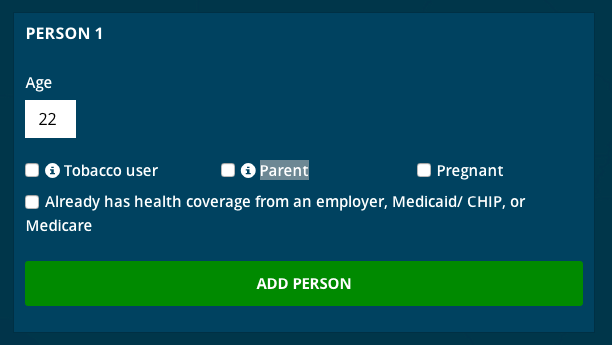 PERSON 1
Age
22
Tobacco user Parent Pregnant
Already has health coverage from an employer, Medicaid/ CHIP, or
Medicare
ADD PERSON